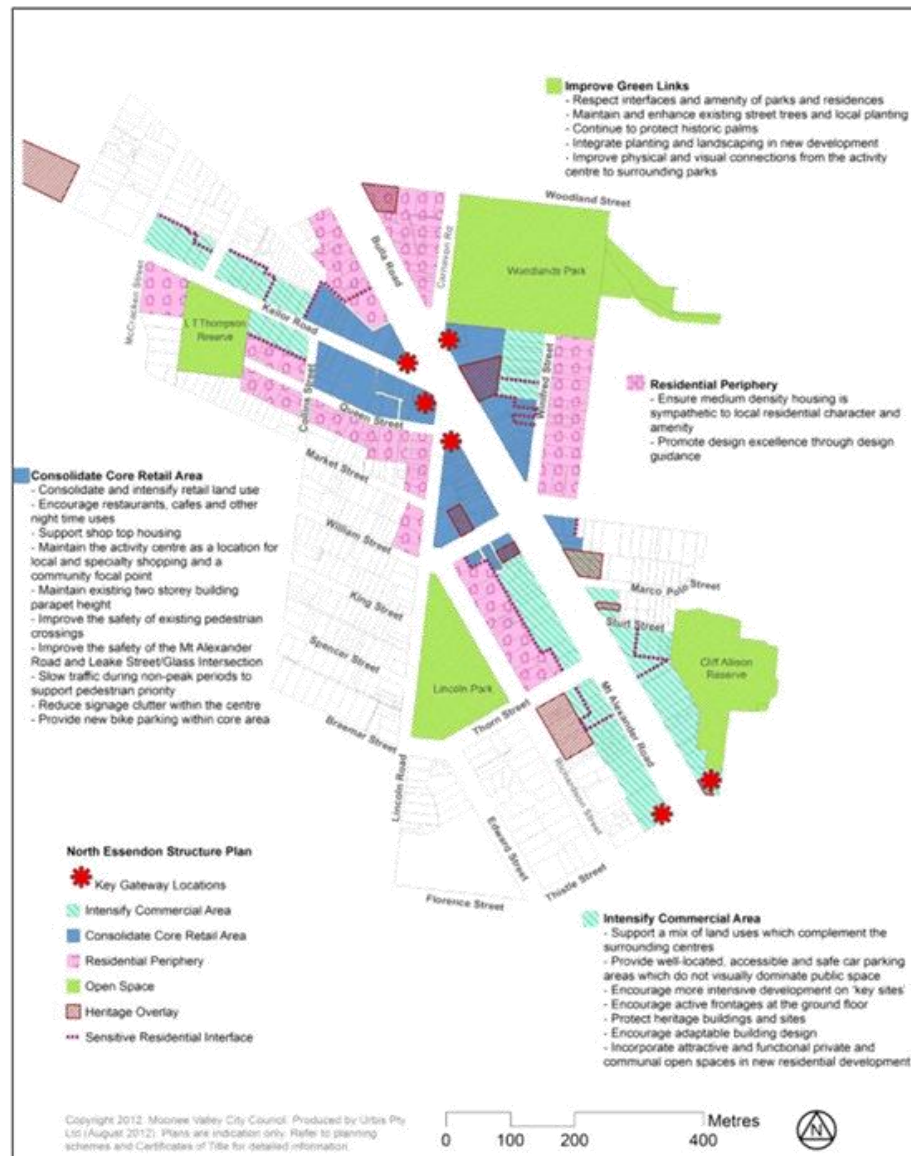 Improve Green Links
- Respect interfaces and amenity of parks and residences
- Maintain and enhance existing street trees and local planting
- Continue to protect historic palms
- Integrate planting and landscaping in new development
- Improve physical and visual connections from the activity
centre to surrounding parks
Woodland Street
Bulla Road
Carnavon Rd
Woodlands Park
McCracken Street
Keilor Road
L T Thompson
Reserve
Winifred Street
Collins Street
Queen Street
Residential Periphery
- Ensure medium density housing is
sympathetic to local residential character and
amenity
- Promote design excellence through design
guidance
Market Street
Consolidate Core Retail Area
- Consolidate and intensify retail land use
- Encourage restaurants, cafes and other
night time uses
- Support shop top housing
- Maintain the activity centre as a location for
local and specialty shopping and a
community focal point
- Maintain existing two storey building
parapet height
- Improve the safety of existing pedestrian
crossings
- Improve the safety of the Mt Alexander
Road and Leake Street/Glass Intersection
- Slow traffic during non-peak periods to
support pedestrian priority
- Reduce signage clutter within the centre
- Provide new bike parking within core area
William Street
King Street
Spencer Street
Braemar Street
Lincoln Road
Lincoln Park
Marco Polo Street
Sturt Street
Cliff Allison
Reserve
Thorn Street
Mt Alexander Road
Richardson Street
Edward Street
Thistle Street
Florence Street
North Essendon Structure Plan
Key Gateway Locations
Intensify Commercial Area
Consolidate Core Retail Area
Residential Periphery
Open Space
Heritage Overlay
Sensitive Residential Interface
Intensify Commercial Area
- Support a mix of land uses which complement the
surrounding centres
- Provide well-located, accessible and safe car parking
areas which do not visually dominate public space
- Encourage more intensive development on 'key sites'
- Encourage active frontages at the ground floor
- Protect heritage buildings and sites
- Encourage adaptable building design
- Incorporate attractive and functional private and
communal open spaces in new residential development
Copyright 2012. Moonee Valley City Council. Produced by Urbis Pty
Ltd (August 2012). Plans are indication only. Refer to planning
schemes and Certificates of Title for detailed information.
Metres
0 100 200 400
N